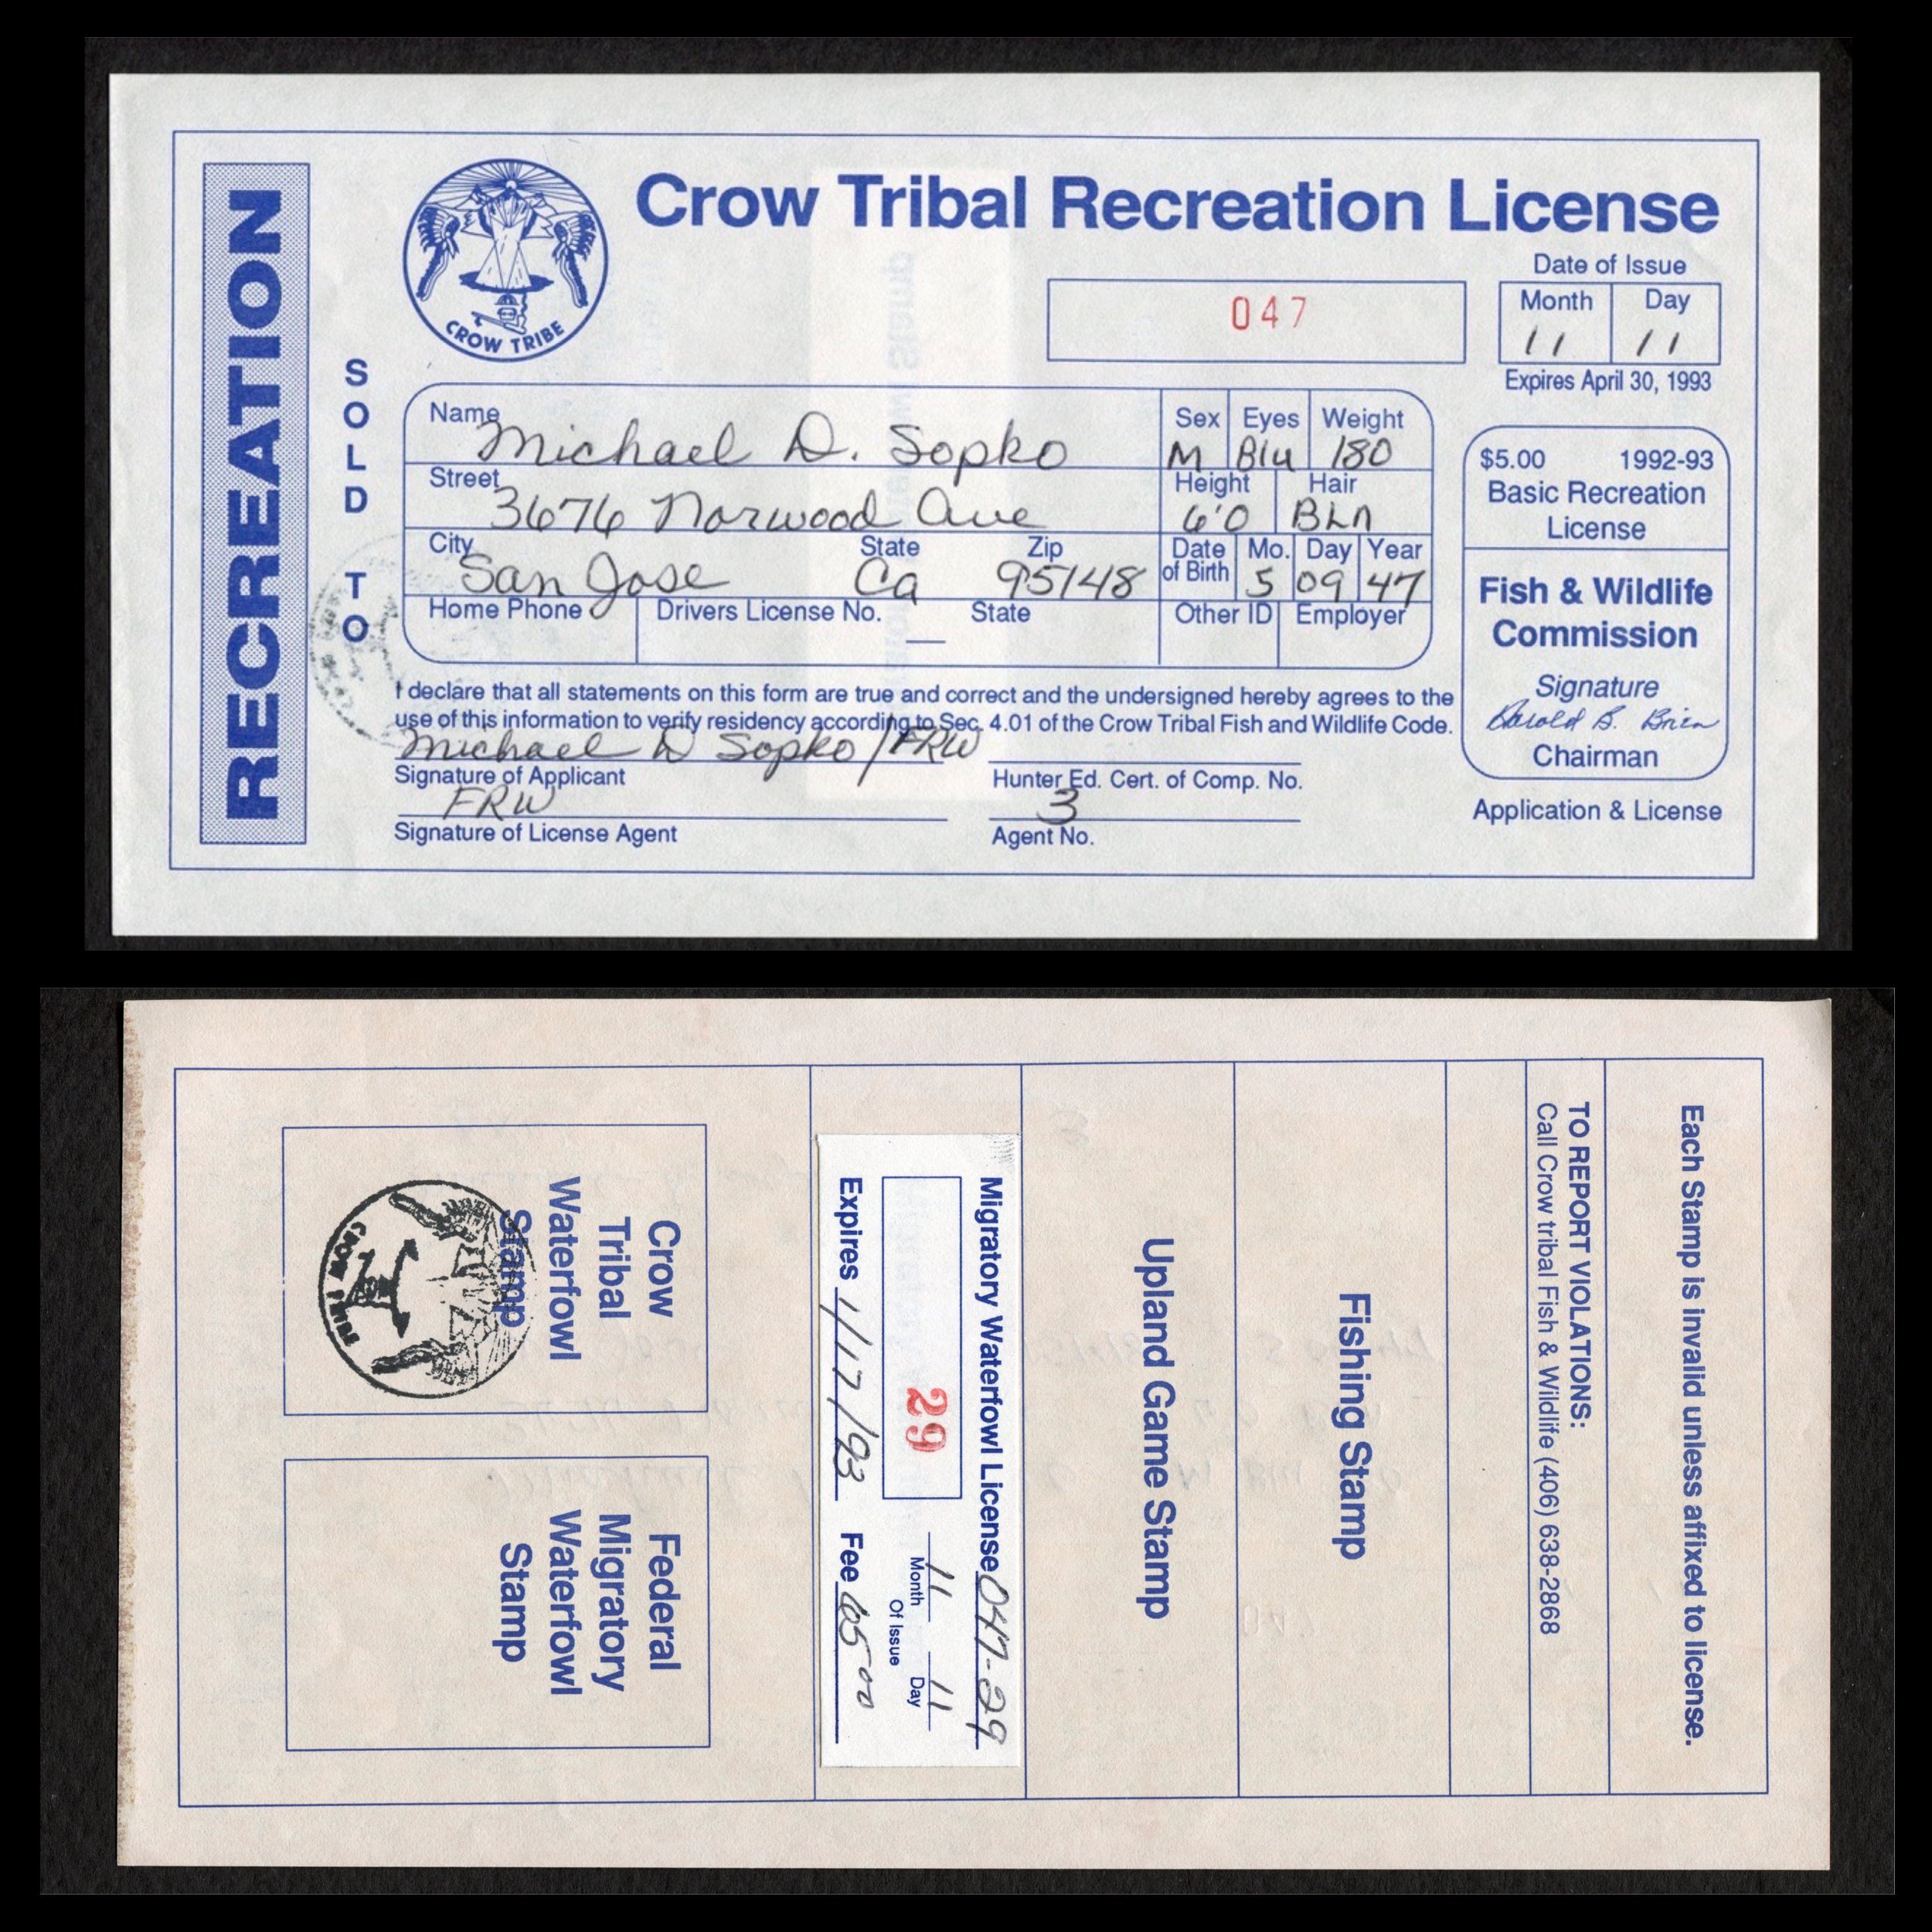 RECREATION
SOLD TO
CROW TRIBE
Crow Tribal Recreation License
047
Date of Issue
Month Day
11 11
Expires April 30, 1993
Name Michael D. Sopko
Sex Eyes Weight
M Blu 180
Street 3676 Norwood Ave
Height Hair
6'0 BLn
City State Zip
San Jose Ca 95148
Date of Birth Mo. Day Year
5 09 47
Home Phone Drivers License No. State
—
Other ID Employer
$5.00 1992-93
Basic Recreation
License
Fish & Wildlife
Commission
Signature
Harold B. Brien
Chairman
Application & License
I declare that all statements on this form are true and correct and the undersigned hereby agrees to the
use of this information to verify residency according to Sec. 4.01 of the Crow Tribal Fish and Wildlife Code.
Michael D Sopko/FRW
Signature of Applicant
Hunter Ed. Cert. of Comp. No.
FRW
Signature of License Agent
3
Agent No.
Each Stamp is invalid unless affixed to license.
TO REPORT VIOLATIONS:
Call Crow tribal Fish & Wildlife (406) 638-2868
Fishing Stamp
Upland Game Stamp
Migratory Waterfowl License 047-29
29
11 11
Month Day
Of Issue
Expires 1/17/93 Fee 65 00
Crow
Tribal
Waterfowl
Stamp
CROW TRIBE
Federal
Migratory
Waterfowl
Stamp